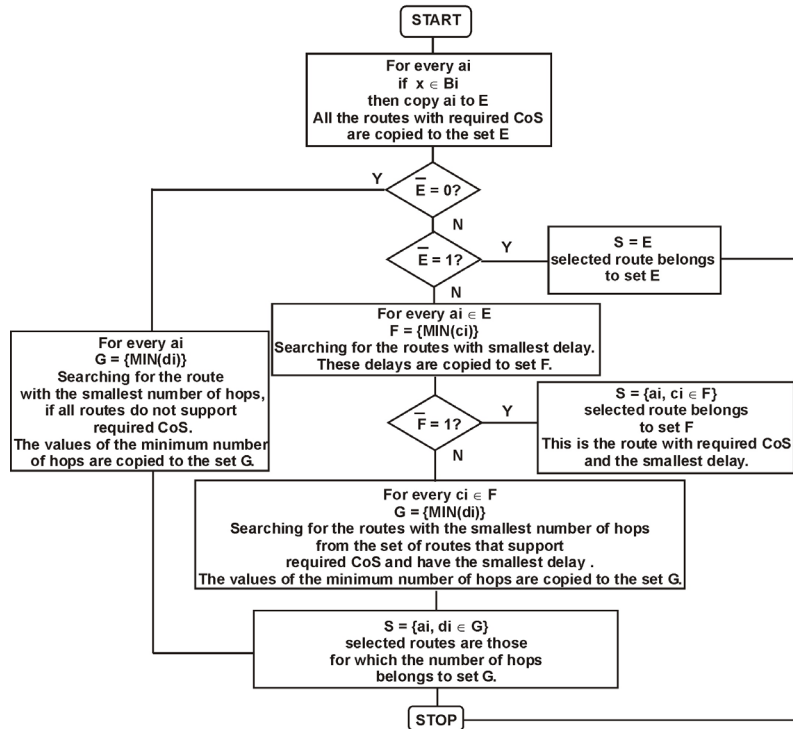 START
For every ai
if x ∈ Bi
then copy ai to E
All the routes with required CoS
are copied to the set E
Y
E̅ = 0?
N
E̅ = 1?
Y
S = E
selected route belongs
to set E
N
For every ai ∈ E
F = {MIN(ci)}
Searching for the routes with smallest delay.
These delays are copied to set F.
For every ai
G = {MIN(di)}
Searching for the route
with the smallest number of hops,
if all routes do not support
required CoS.
The values of the minimum number
of hops are copied to the set G.
F̅ = 1?
Y
S = {ai, ci ∈ F}
selected route belongs
to set F
This is the route with required CoS
and the smallest delay.
N
For every ci ∈ F
G = {MIN(di)}
Searching for the routes with the smallest number of hops
from the set of routes that support
required CoS and have the smallest delay .
The values of the minimum number of hops are copied to the set G.
S = {ai, di ∈ G}
selected routes are those
for which the number of hops
belongs to set G.
STOP